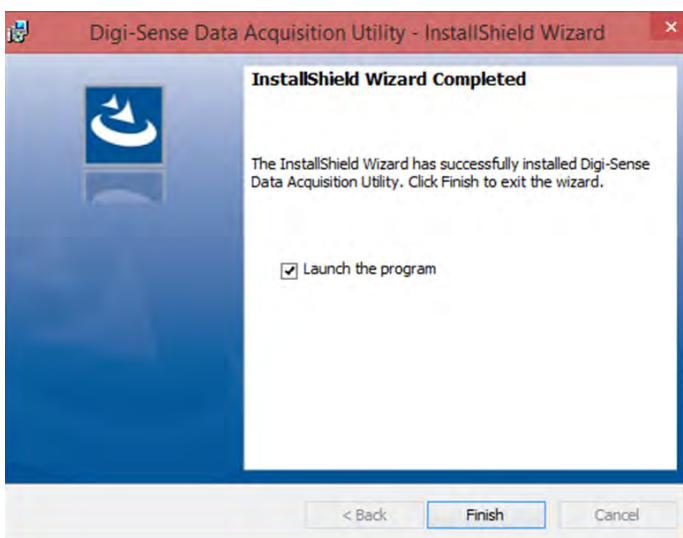 Digi-Sense Data Acquisition Utility - InstallShield Wizard
InstallShield Wizard Completed
The InstallShield Wizard has successfully installed Digi-Sense
Data Acquisition Utility. Click Finish to exit the wizard.
Launch the program
< Back Finish Cancel